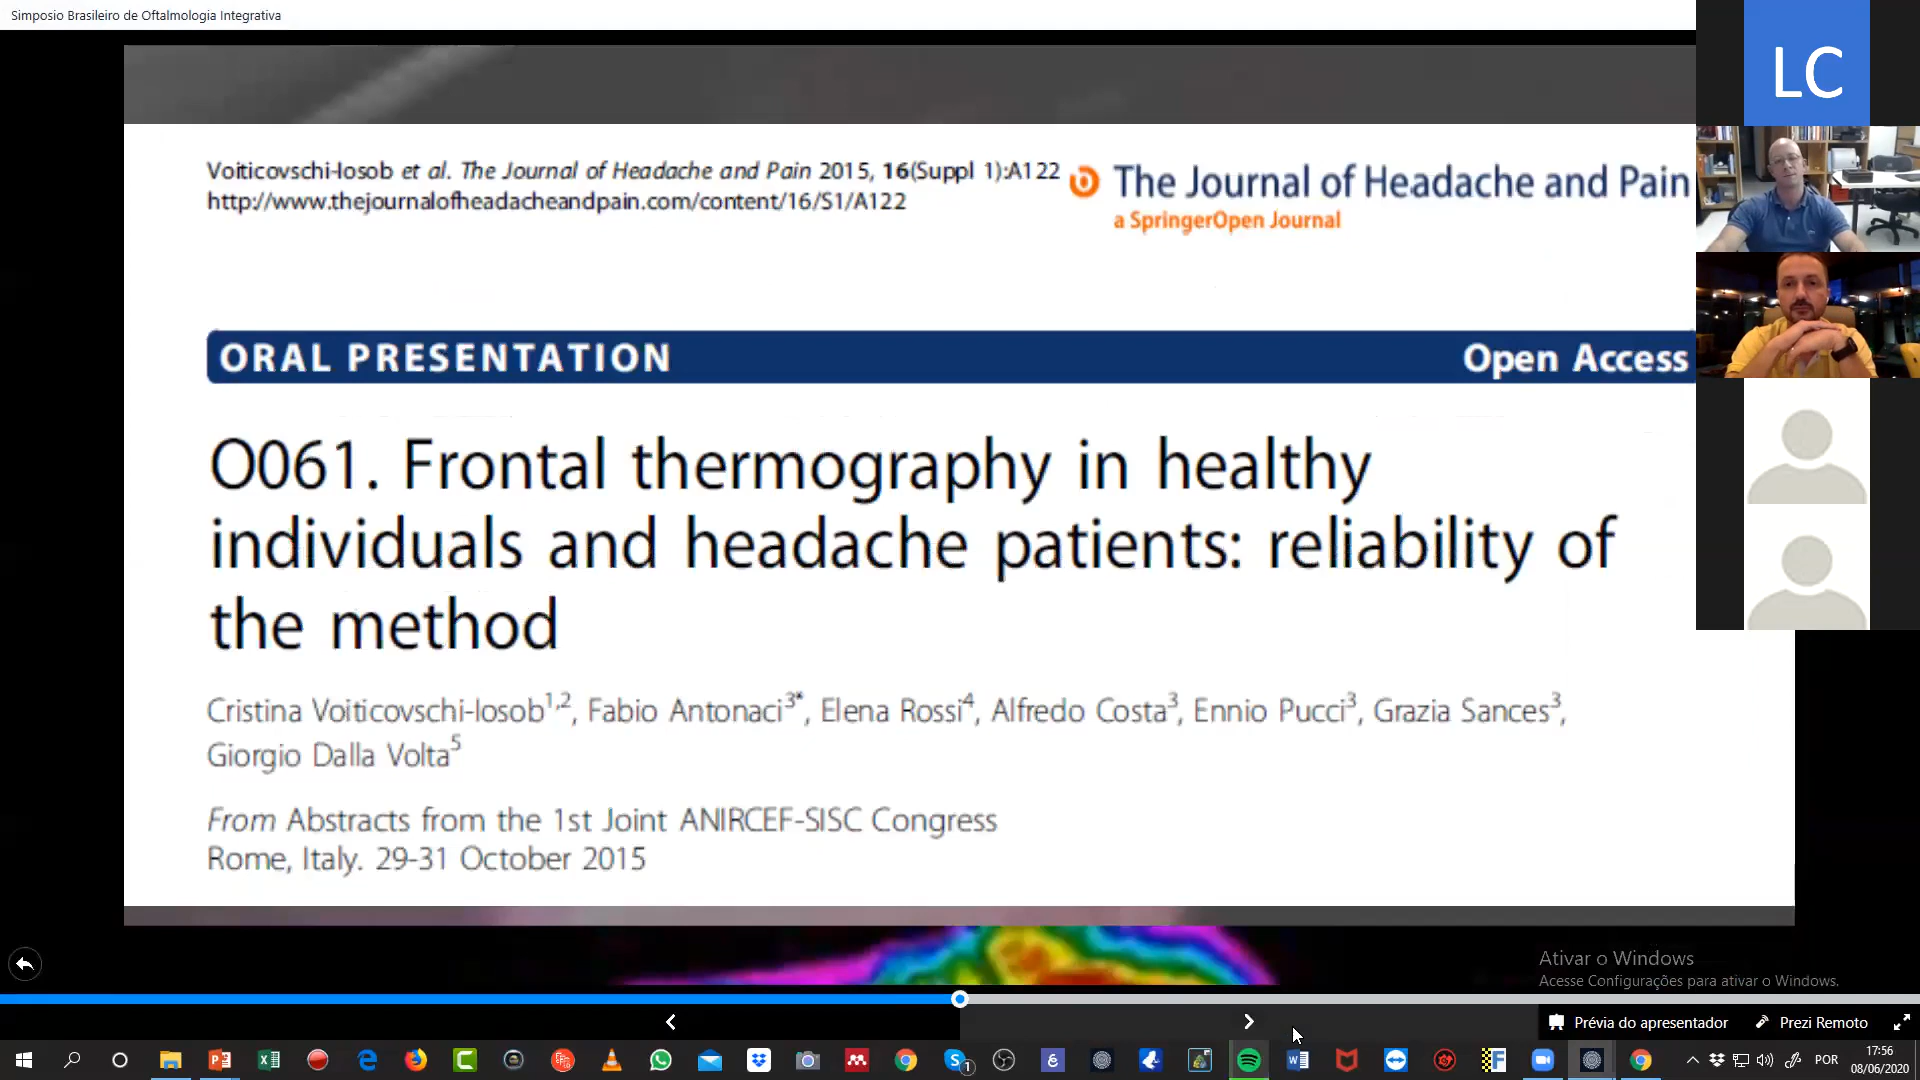 Simposio Brasileiro de Oftalmologia Integrativa
LC
Voiticovschi-Iosob et al. The Journal of Headache and Pain 2015, 16(Suppl 1):A122
http://www.thejournalofheadacheandpain.com/content/16/S1/A122
The Journal of Headache and Pain
a SpringerOpen Journal
ORAL PRESENTATION
Open Access
O061. Frontal thermography in healthy
individuals and headache patients: reliability of
the method
Cristina Voiticovschi-Iosob1,2, Fabio Antonaci3*, Elena Rossi4, Alfredo Costa3, Ennio Pucci3, Grazia Sances3,
Giorgio Dalla Volta5
From Abstracts from the 1st Joint ANIRCEF-SISC Congress
Rome, Italy. 29-31 October 2015
Ativar o Windows
Acesse Configurações para ativar o Windows.
Prévia do apresentador
Prezi Remoto
POR
17:56
08/06/2020